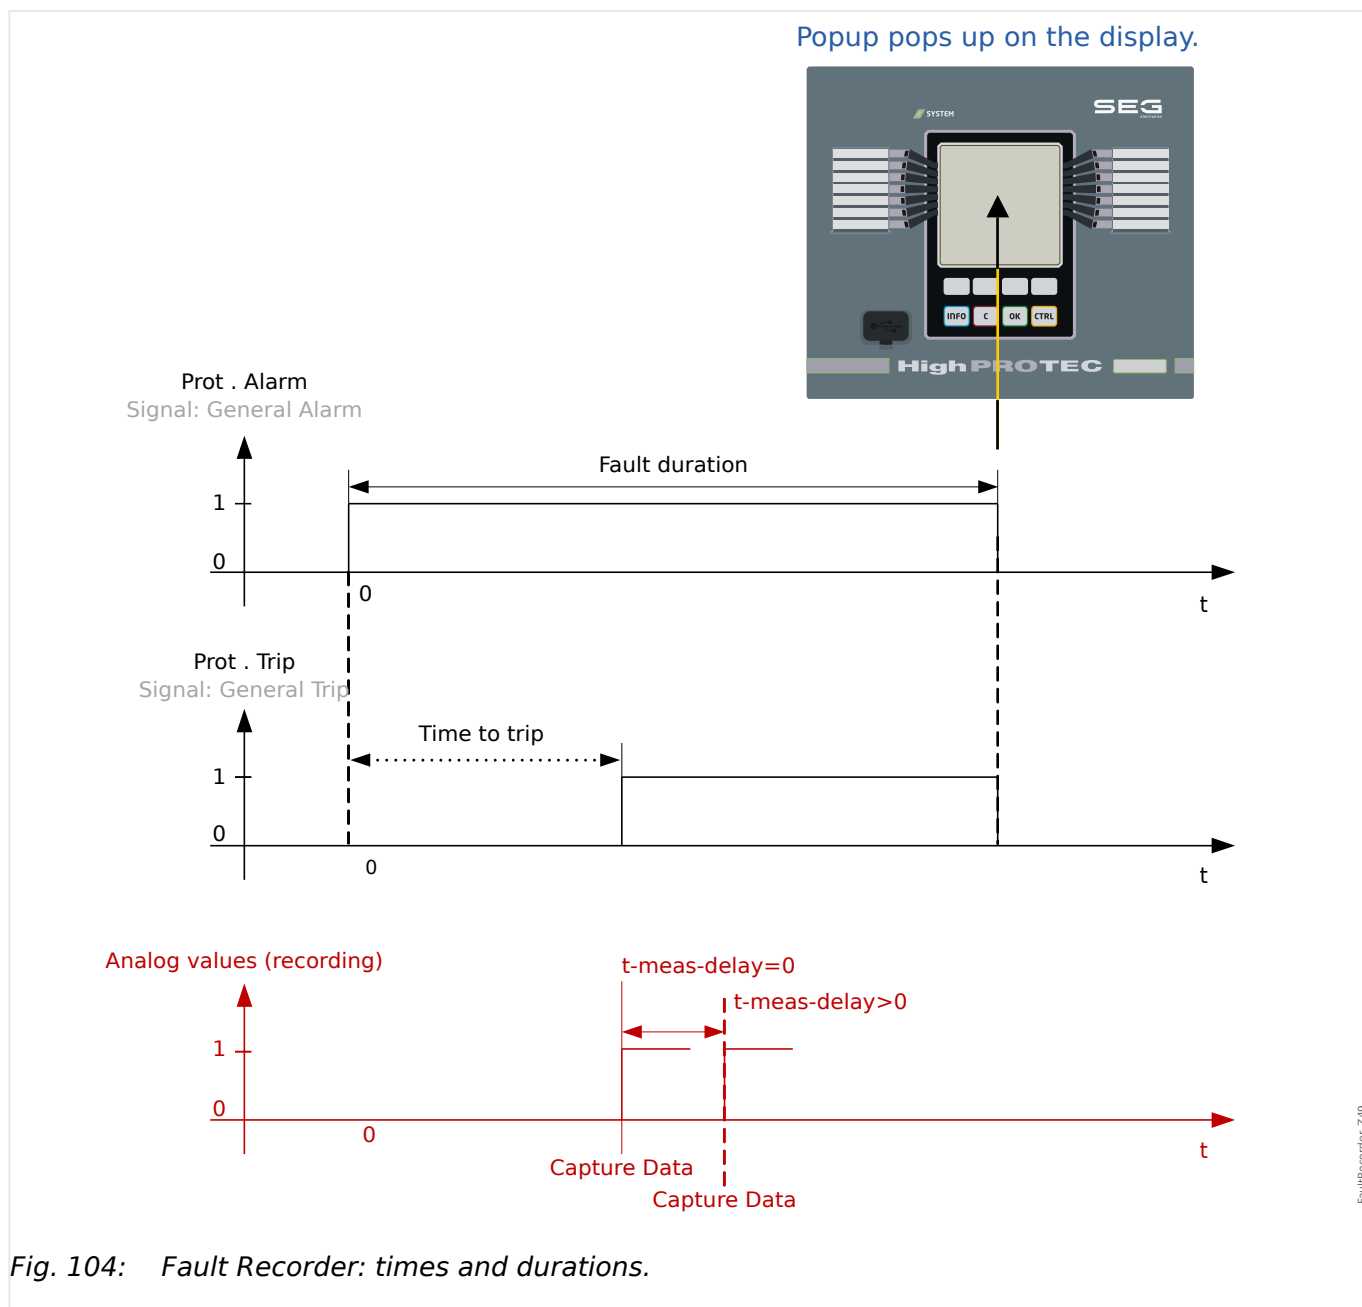 Popup pops up on the display.
SYSTEM
SEG
INFO
C
OK
CTRL
HighPROTEC
Prot . Alarm
Signal: General Alarm
Fault duration
1
0
0
t
Prot . Trip
Signal: General Trip
Time to trip
1
0
0
t
Analog values (recording)
t-meas-delay=0
t-meas-delay>0
1
0
0
t
Capture Data
Capture Data
FaultRecorder_Z49
Fig. 104: Fault Recorder: times and durations.